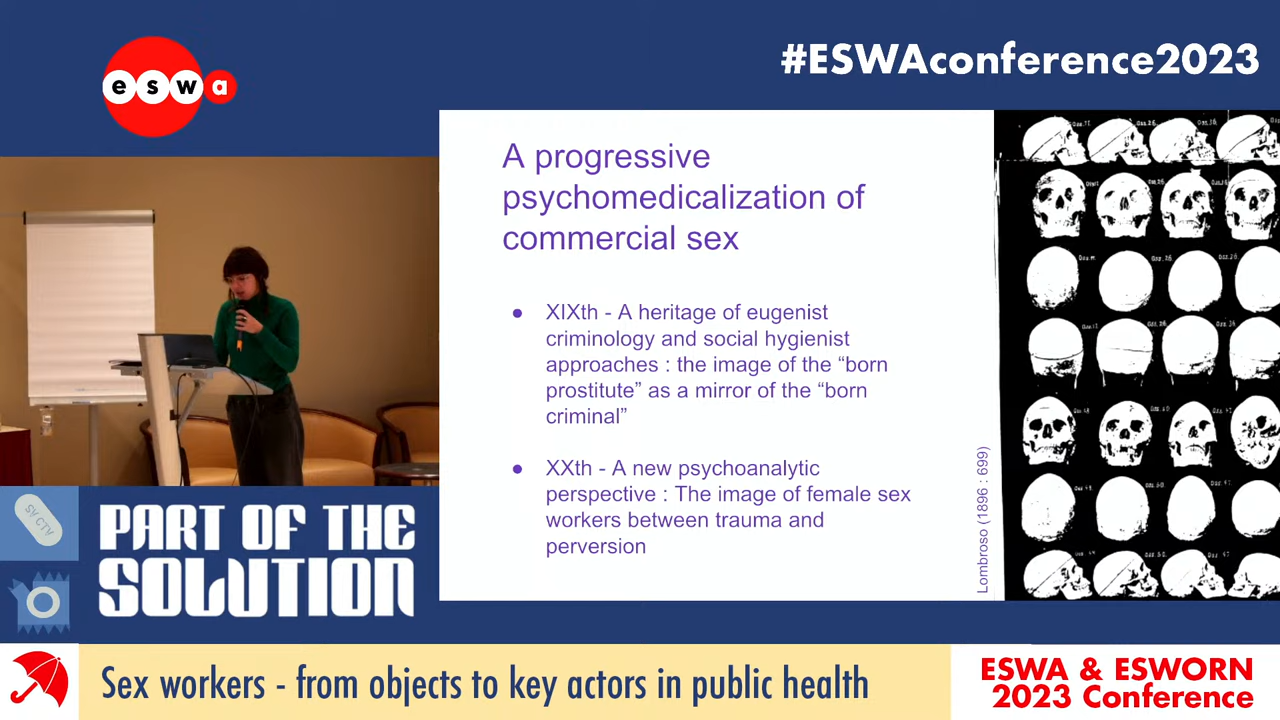 eswa
#ESWAconference2023
A progressive
psychomedicalization of
commercial sex
● XIXth - A heritage of eugenist
criminology and social hygienist
approaches : the image of the “born
prostitute” as a mirror of the “born
criminal”
● XXth - A new psychoanalytic
perspective : The image of female sex
workers between trauma and
perversion
Lombroso (1896 : 699)
PART OF THE
SOLUTION
Sex workers - from objects to key actors in public health
ESWA & ESWORN
2023 Conference